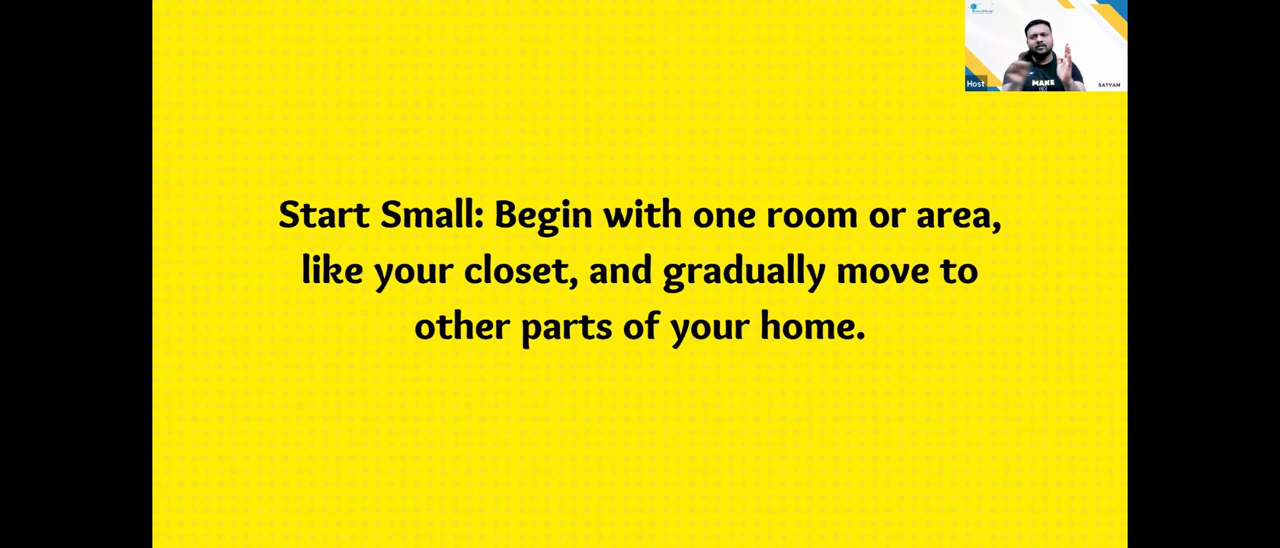 Start Small: Begin with one room or area,
like your closet, and gradually move to
other parts of your home.
Host
MAKE
SATYAM